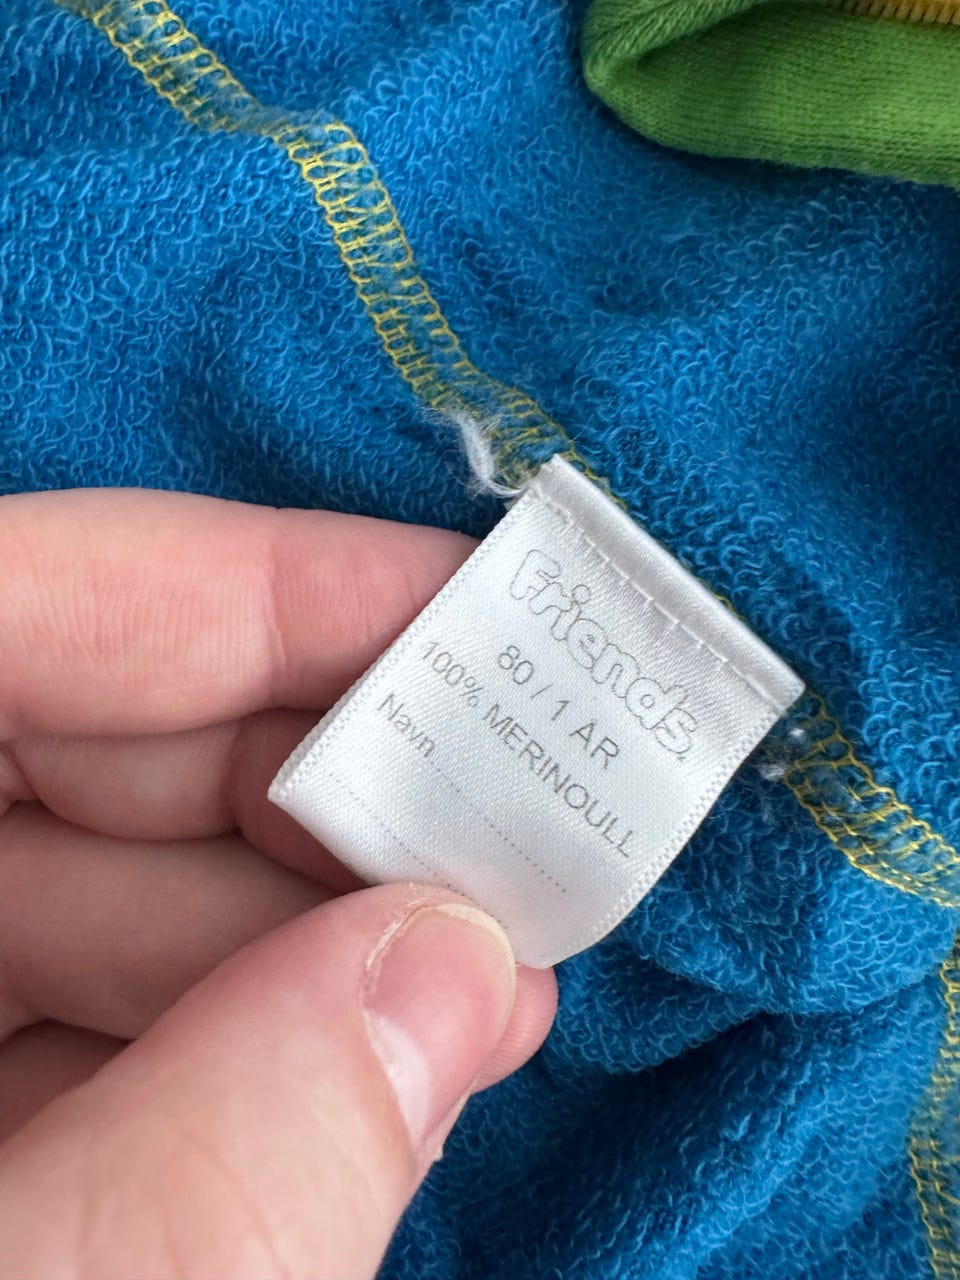 Friends
80 / 1 AR
100% MERINOULL
Navn